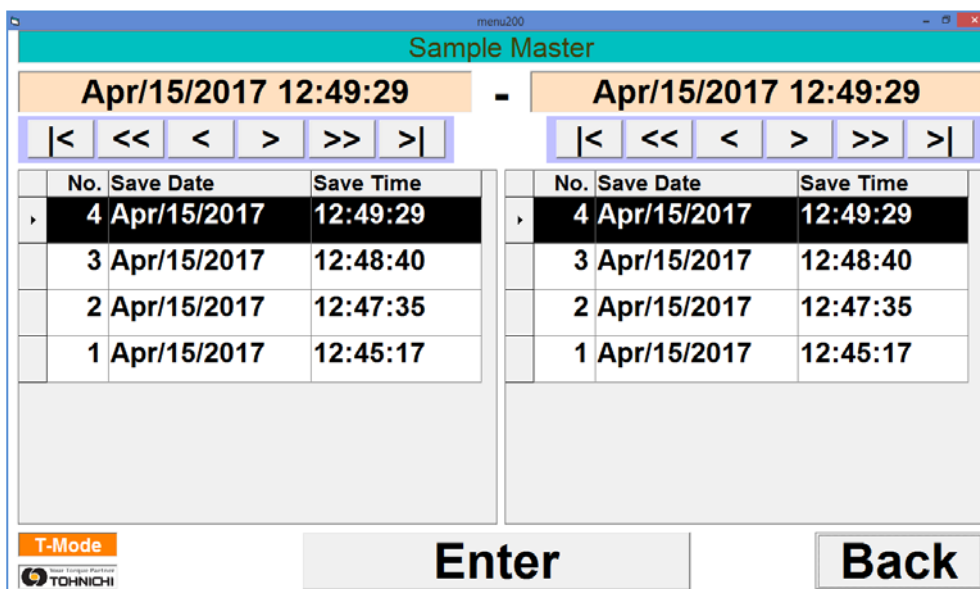 menu200
Sample Master
Apr/15/2017 12:49:29 - Apr/15/2017 12:49:29
|< << < > >> >| |< << < > >> >|
No. Save Date Save Time No. Save Date Save Time
4 Apr/15/2017 12:49:29 4 Apr/15/2017 12:49:29
3 Apr/15/2017 12:48:40 3 Apr/15/2017 12:48:40
2 Apr/15/2017 12:47:35 2 Apr/15/2017 12:47:35
1 Apr/15/2017 12:45:17 1 Apr/15/2017 12:45:17
T-Mode
Enter Back
Your Torque Partner
TOHNICHI